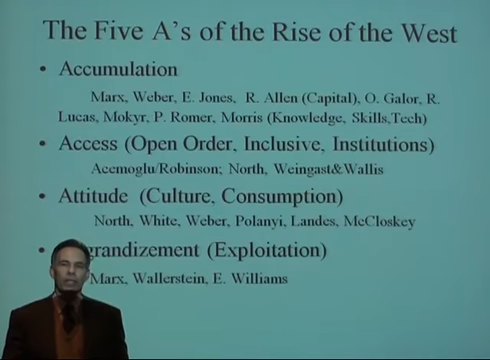 The Five A's of the Rise of the West
• Accumulation
Marx, Weber, E. Jones, R. Allen (Capital), O. Galor, R.
Lucas, Mokyr, P. Romer, Morris (Knowledge, Skills,Tech)
• Access (Open Order, Inclusive, Institutions)
Acemoglu/Robinson; North, Weingast&Wallis
• Attitude (Culture, Consumption)
North, White, Weber, Polanyi, Landes, McCloskey
grandizement (Exploitation)
Marx, Wallerstein, E. Williams